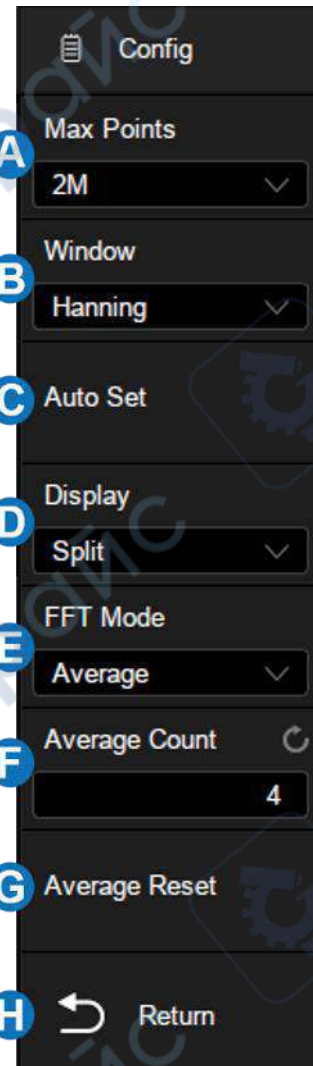 Config
A
Max Points
2M
B
Window
Hanning
C
Auto Set
D
Display
Split
E
FFT Mode
Average
F
Average Count
4
G
Average Reset
H
Return